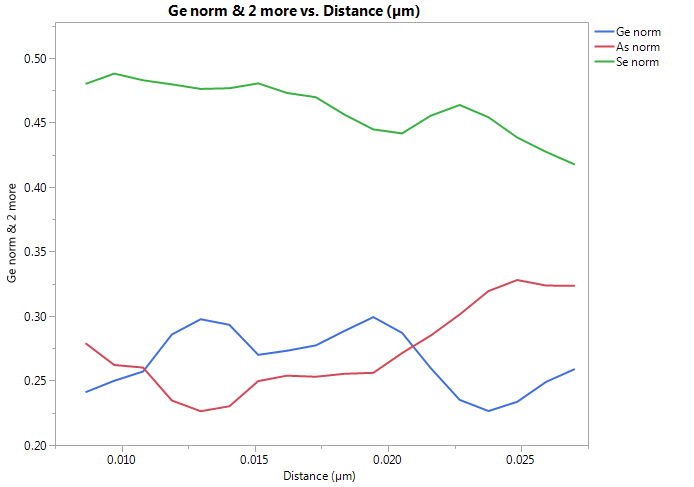 Ge norm & 2 more vs. Distance (µm)
Ge norm
As norm
Se norm
Ge norm & 2 more
0.50
0.45
0.40
0.35
0.30
0.25
0.20
0.010
0.015
0.020
0.025
Distance (µm)